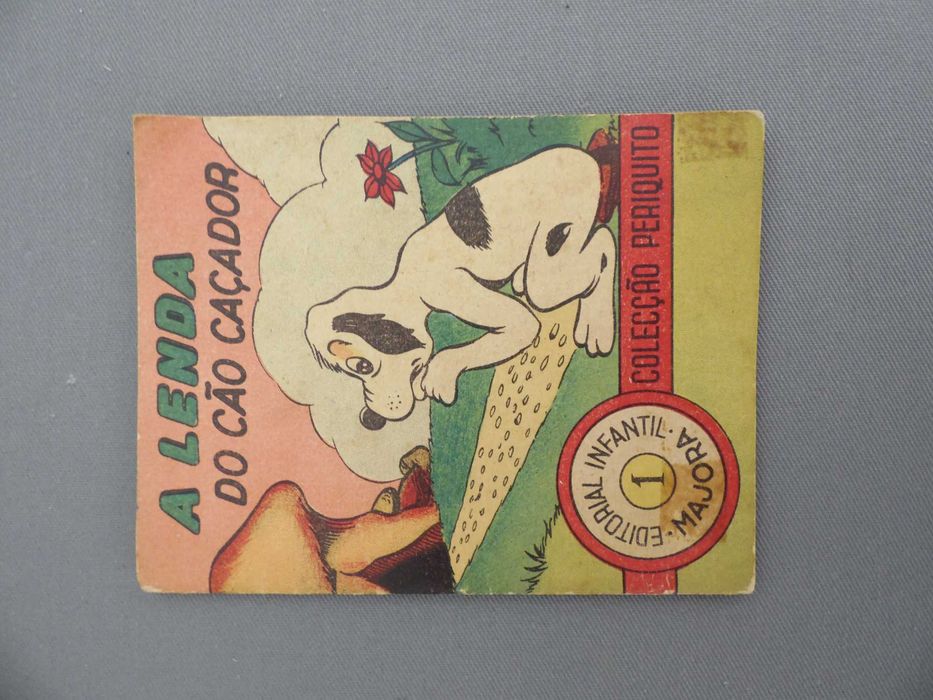 A LENDA
DO CÃO CAÇADOR
COLECÇÃO PERIQUITO
EDITORIAL INFANTIL
1
MAJORA